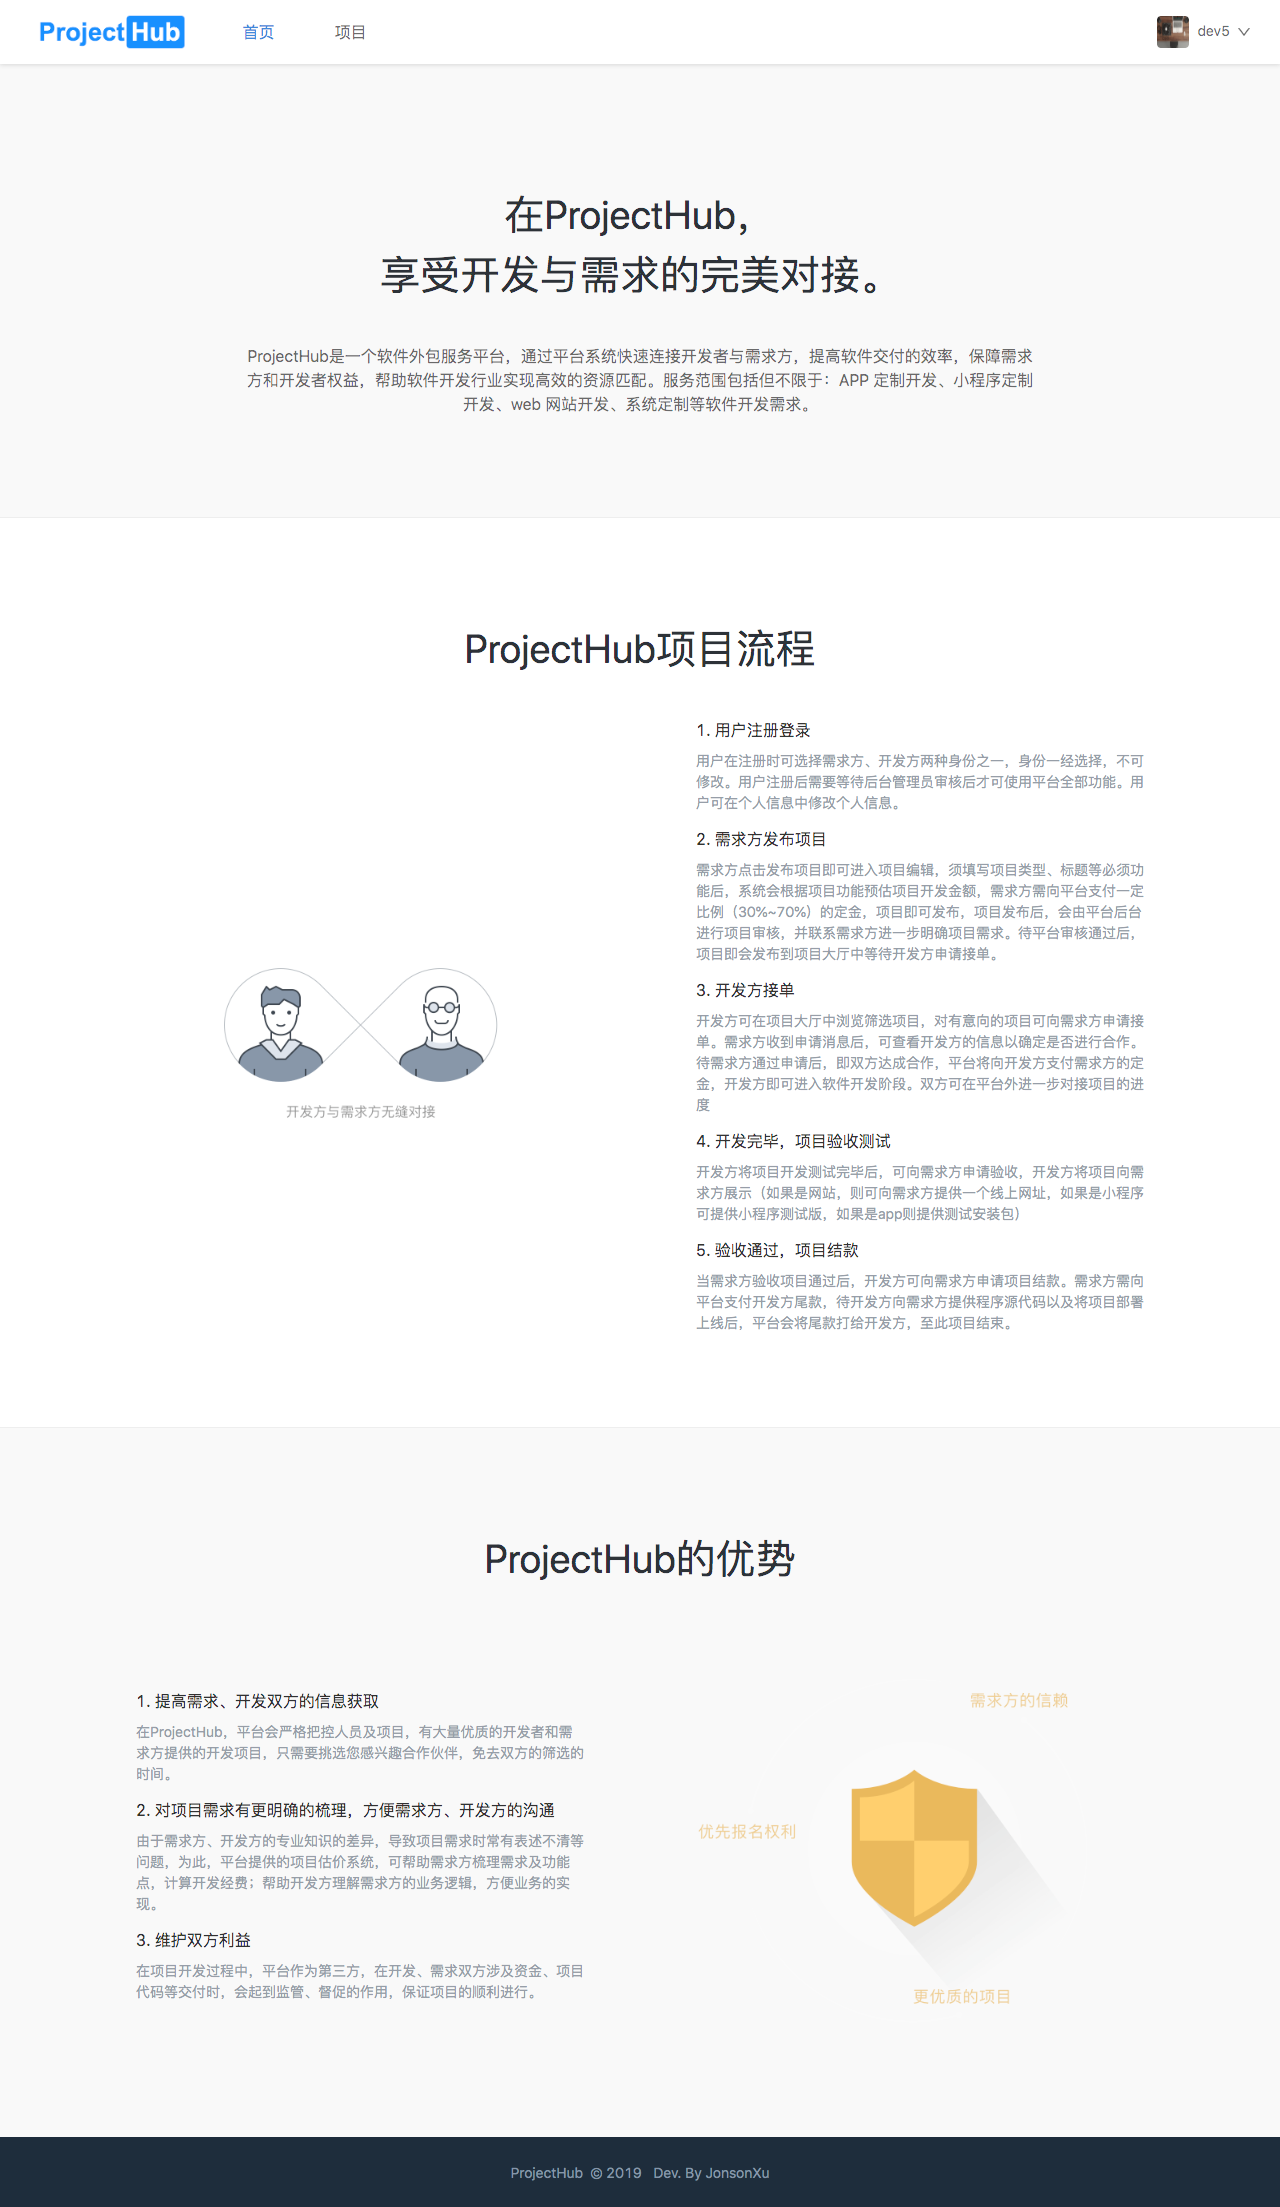 ProjectHub
首页
项目
dev5
在ProjectHub，
享受开发与需求的完美对接。
ProjectHub是一个软件外包服务平台，通过平台系统快速连接开发者与需求方，提高软件交付的效率，保障需求
方和开发者权益，帮助软件开发行业实现高效的资源匹配。服务范围包括但不限于：APP 定制开发、小程序定制
开发、web 网站开发、系统定制等软件开发需求。
ProjectHub项目流程
开发方与需求方无缝对接
1. 用户注册登录
用户在注册时可选择需求方、开发方两种身份之一，身份一经选择，不可
修改。用户注册后需要等待后台管理员审核后才可使用平台全部功能。用
户可在个人信息中修改个人信息。
2. 需求方发布项目
需求方点击发布项目即可进入项目编辑，须填写项目类型、标题等必须功
能后，系统会根据项目功能预估项目开发金额，需求方需向平台支付一定
比例（30%~70%）的定金，项目即可发布，项目发布后，会由平台后台
进行项目审核，并联系需求方进一步明确项目需求。待平台审核通过后，
项目即会发布到项目大厅中等待开发方申请接单。
3. 开发方接单
开发方可在项目大厅中浏览筛选项目，对有意向的项目可向需求方申请接
单。需求方收到申请消息后，可查看开发方的信息以确定是否进行合作。
待需求方通过申请后，即双方达成合作，平台将向开发方支付需求方的定
金，开发方即可进入软件开发阶段。双方可在平台外进一步对接项目的进
度
4. 开发完毕，项目验收测试
开发方将项目开发测试完毕后，可向需求方申请验收，开发方将项目向需
求方展示（如果是网站，则可向需求方提供一个线上网址，如果是小程序
可提供小程序测试版，如果是app则提供测试安装包）
5. 验收通过，项目结款
当需求方验收项目通过后，开发方可向需求方申请项目结款。需求方需向
平台支付开发方尾款，待开发方向需求方提供程序源代码以及将项目部署
上线后，平台会将尾款打给开发方，至此项目结束。
ProjectHub的优势
1. 提高需求、开发双方的信息获取
在ProjectHub，平台会严格把控人员及项目，有大量优质的开发者和需
求方提供的开发项目，只需要挑选您感兴趣合作伙伴，免去双方的筛选的
时间。
2. 对项目需求有更明确的梳理，方便需求方、开发方的沟通
由于需求方、开发方的专业知识的差异，导致项目需求时常有表述不清等
问题，为此，平台提供的项目估价系统，可帮助需求方梳理需求及功能
点，计算开发经费；帮助开发方理解需求方的业务逻辑，方便业务的实
现。
3. 维护双方利益
在项目开发过程中，平台作为第三方，在开发、需求双方涉及资金、项目
代码等交付时，会起到监管、督促的作用，保证项目的顺利进行。
需求方的信赖
优先报名权利
更优质的项目
ProjectHub © 2019 Dev. By JonsonXu